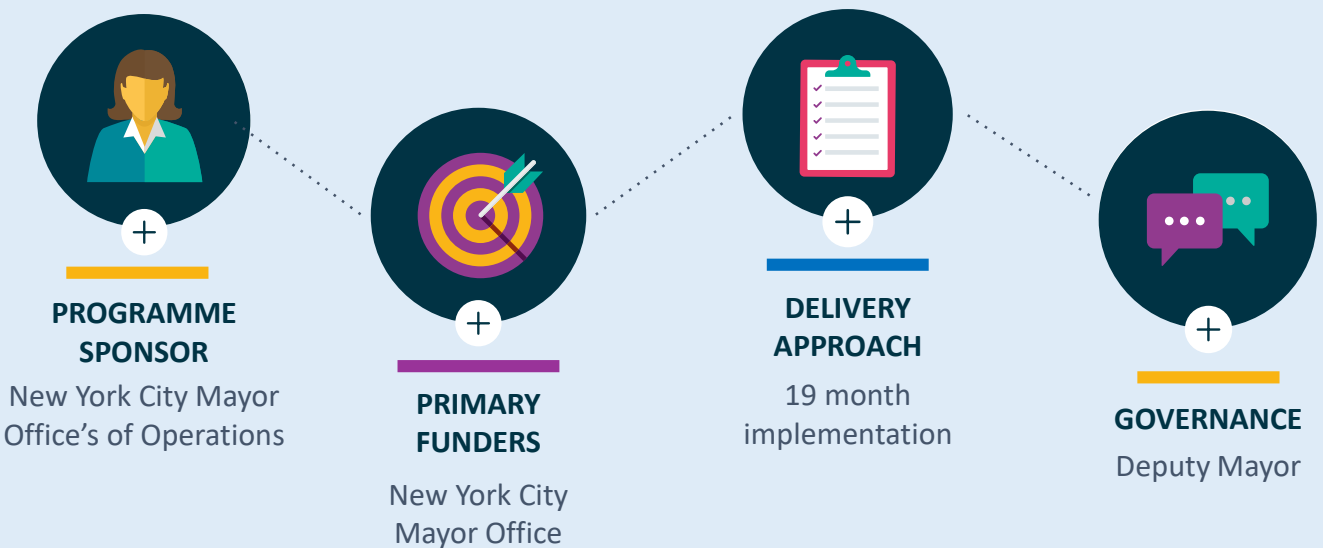 PROGRAMME
SPONSOR
New York City Mayor
Office's of Operations
PRIMARY
FUNDERS
New York City
Mayor Office
DELIVERY
APPROACH
19 month
implementation
GOVERNANCE
Deputy Mayor